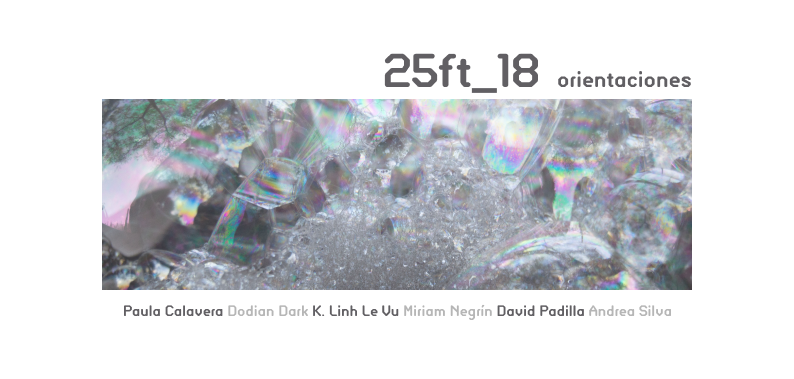 25ft_18 orientaciones
Paula Calavera Dodian Dark K. Linh Le Vu Miriam Negrín David Padilla Andrea Silva